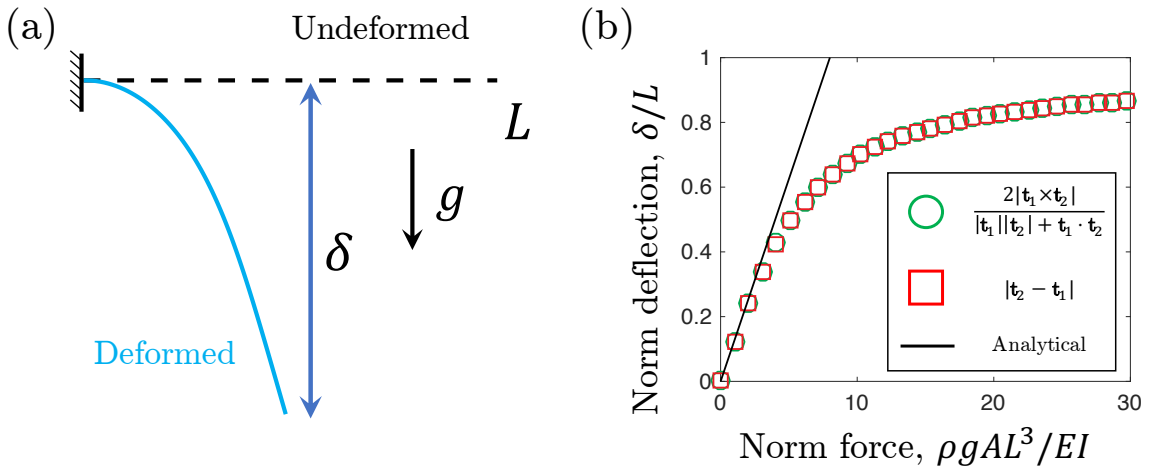 (a)
Undeformed
L
g
δ
Deformed
(b)
Norm deflection, δ/L
1
0.8
0.6
0.4
0.2
0
0
10
20
30
Norm force, ρgAL³/EI
2|t₁×t₂|
|t₁||t₂| + t₁ · t₂
|t₂ − t₁|
Analytical